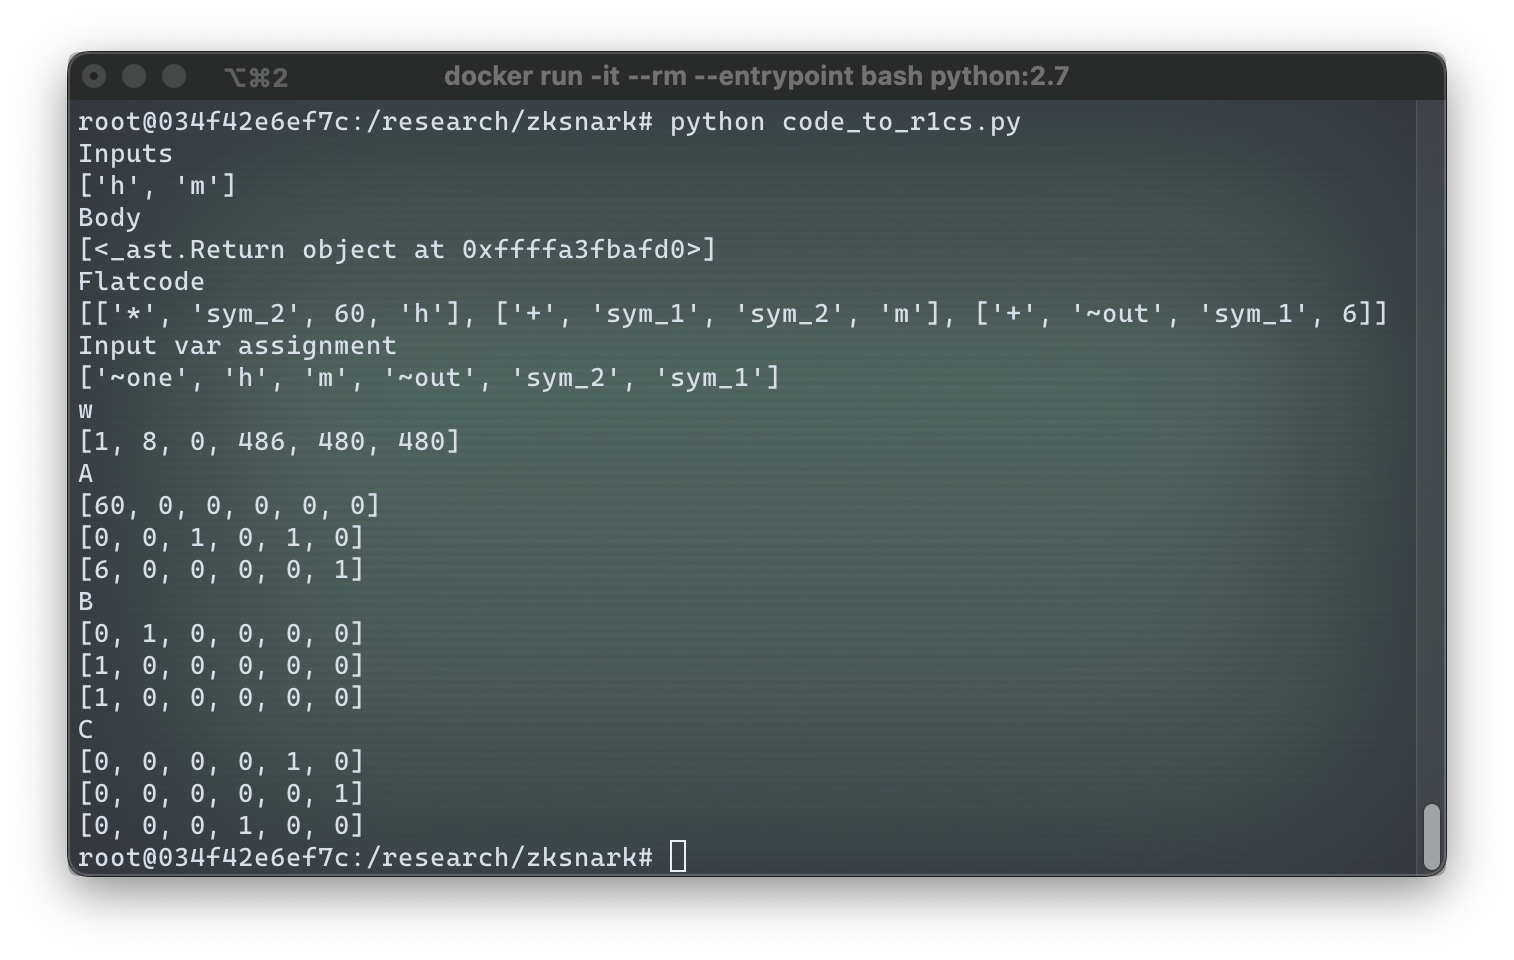 ⌥⌘2 docker run -it --rm --entrypoint bash python:2.7
root@034f42e6ef7c:/research/zksnark# python code_to_r1cs.py
Inputs
['h', 'm']
Body
[<_ast.Return object at 0xffffa3fbafd0>]
Flatcode
[['*', 'sym_2', 60, 'h'], ['+', 'sym_1', 'sym_2', 'm'], ['+', '~out', 'sym_1', 6]]
Input var assignment
['~one', 'h', 'm', '~out', 'sym_2', 'sym_1']
w
[1, 8, 0, 486, 480, 480]
A
[60, 0, 0, 0, 0, 0]
[0, 0, 1, 0, 1, 0]
[6, 0, 0, 0, 0, 1]
B
[0, 1, 0, 0, 0, 0]
[1, 0, 0, 0, 0, 0]
[1, 0, 0, 0, 0, 0]
C
[0, 0, 0, 0, 1, 0]
[0, 0, 0, 0, 0, 1]
[0, 0, 0, 1, 0, 0]
root@034f42e6ef7c:/research/zksnark#